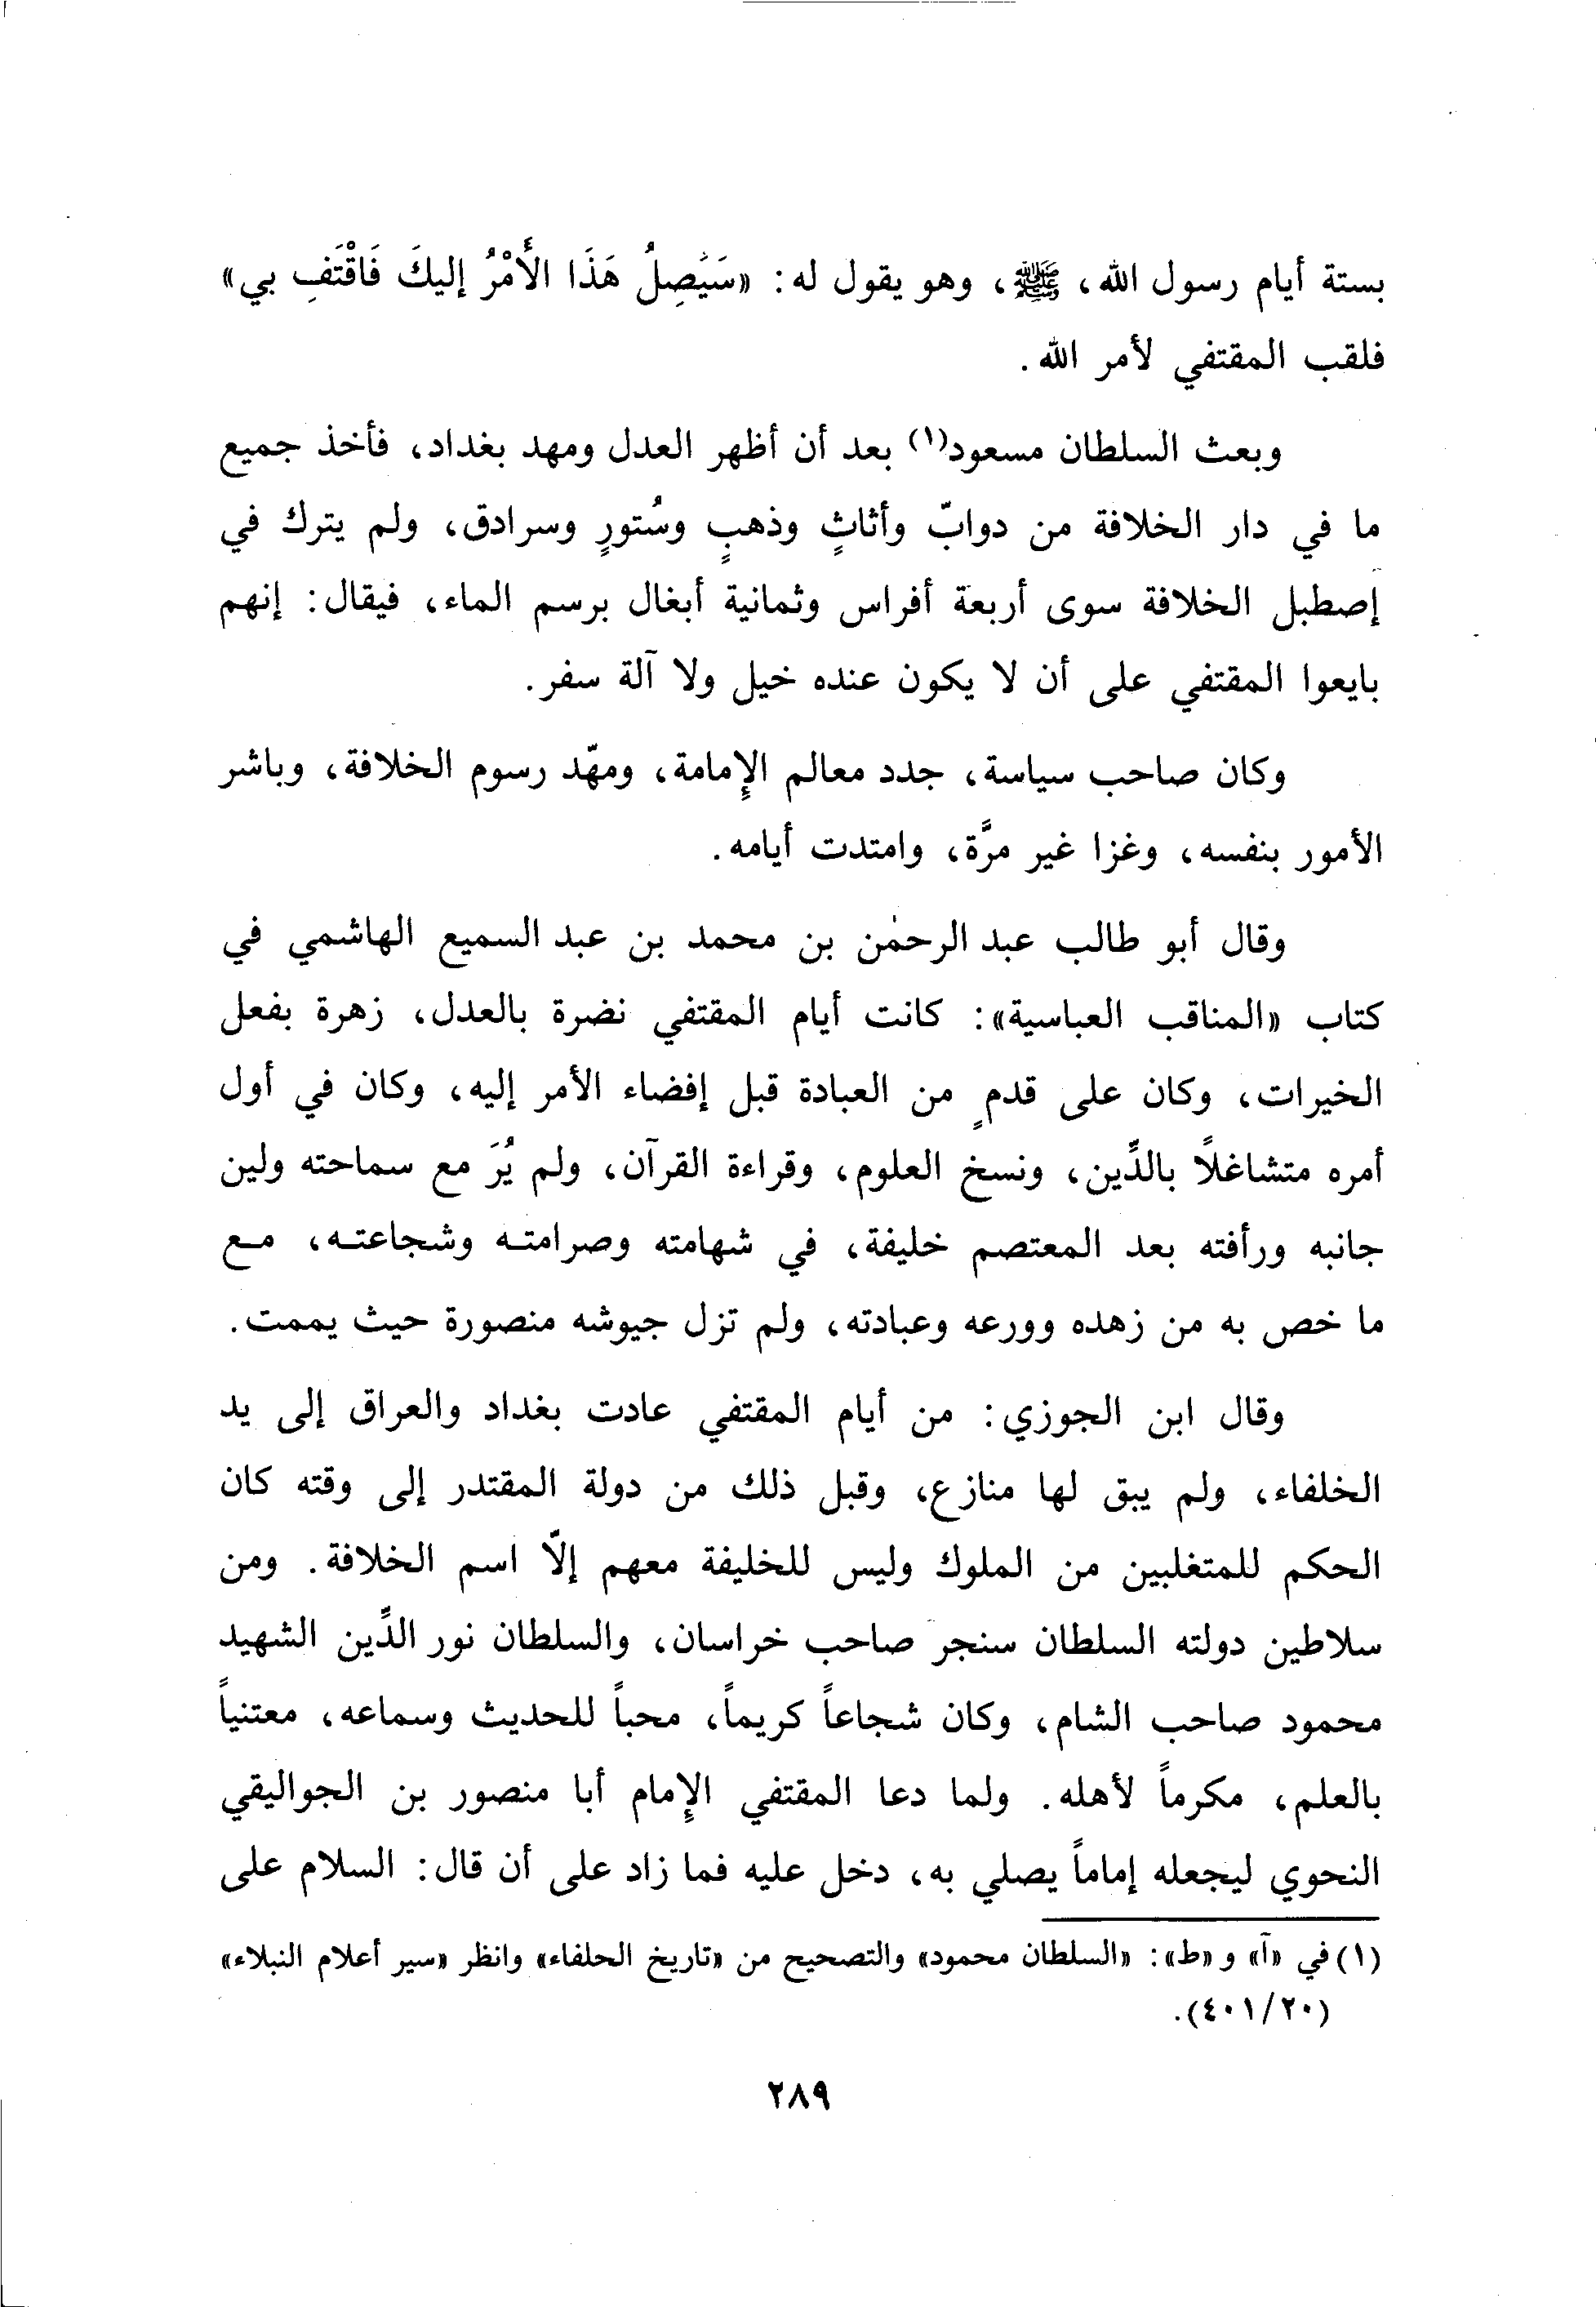 بستة أيام رسول الله، ﷺ، وهو يقول له: «سَيَصِلُ هَذَا الأَمْرُ إليكَ فَاقْتَفِ بي»
فلقب المقتفي لأمر الله.
وبعث السلطان مسعود(١) بعد أن أظهر العدل ومهد بغداد، فأخذ جميع
ما في دار الخلافة من دوابّ وأثاثٍ وذهبٍ وسُتورٍ وسرادق، ولم يترك في
إصطبل الخلافة سوى أربعة أفراس وثمانية أبغال برسم الماء، فيقال: إنهم
بايعوا المقتفي على أن لا يكون عنده خيل ولا آلة سفر.
وكان صاحب سياسة، جدد معالم الإِمامة، ومهّد رسوم الخلافة، وباشر
الأمور بنفسه، وغزا غير مرَّة، وامتدت أيامه.
وقال أبو طالب عبد الرحمٰن بن محمد بن عبد السميع الهاشمي في
كتاب «المناقب العباسية»: كانت أيام المقتفي نضرة بالعدل، زهرة بفعل
الخيرات، وكان على قدمٍ من العبادة قبل إفضاء الأمر إليه، وكان في أول
أمره متشاغلاً بالدِّين، ونسخ العلوم، وقراءة القرآن، ولم يُرَ مع سماحته ولين
جانبه ورأفته بعد المعتصم خليفة، في شهامته وصرامتـه وشجاعتـه، مـع
ما خص به من زهده وورعه وعبادته، ولم تزل جيوشه منصورة حيث يممت.
وقال ابن الجوزي: من أيام المقتفي عادت بغداد والعراق إلى يد
الخلفاء، ولم يبق لها منازع، وقبل ذلك من دولة المقتدر إلى وقته كان
الحكم للمتغلبين من الملوك وليس للخليفة معهم إلّا اسم الخلافة. ومن
سلاطين دولته السلطان سنجر صاحب خراسان، والسلطان نور الدِّين الشهيد
محمود صاحب الشام، وكان شجاعاً كريماً، محباً للحديث وسماعه، معتنياً
بالعلم، مكرماً لأهله. ولما دعا المقتفي الإِمام أبا منصور بن الجواليقي
النحوي ليجعله إماماً يصلي به، دخل عليه فما زاد على أن قال: السلام على
(١) في «آ» و «ط»: «السلطان محمود» والتصحيح من «تاريخ الحلفاء» وانظر «سير أعلام النبلاء»
(٤٠١/٢٠).
٢٨٩